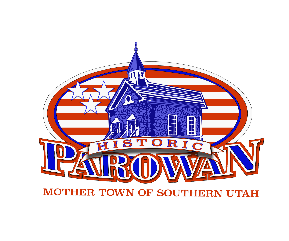 HISTORIC
PAROWAN
MOTHER TOWN OF SOUTHERN UTAH